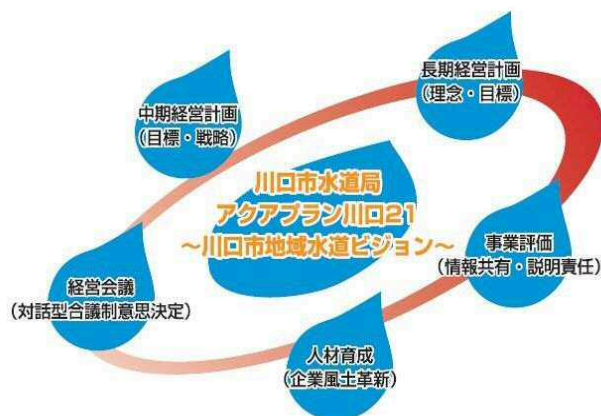 長期経営計画
(理念・目標)
中期経営計画
(目標・戦略)
川口市水道局
アクアプラン川口21
～川口市地域水道ビジョン～
事業評価
(情報共有・説明責任)
経営会議
(対話型合議制意思決定)
人材育成
(企業風土革新)